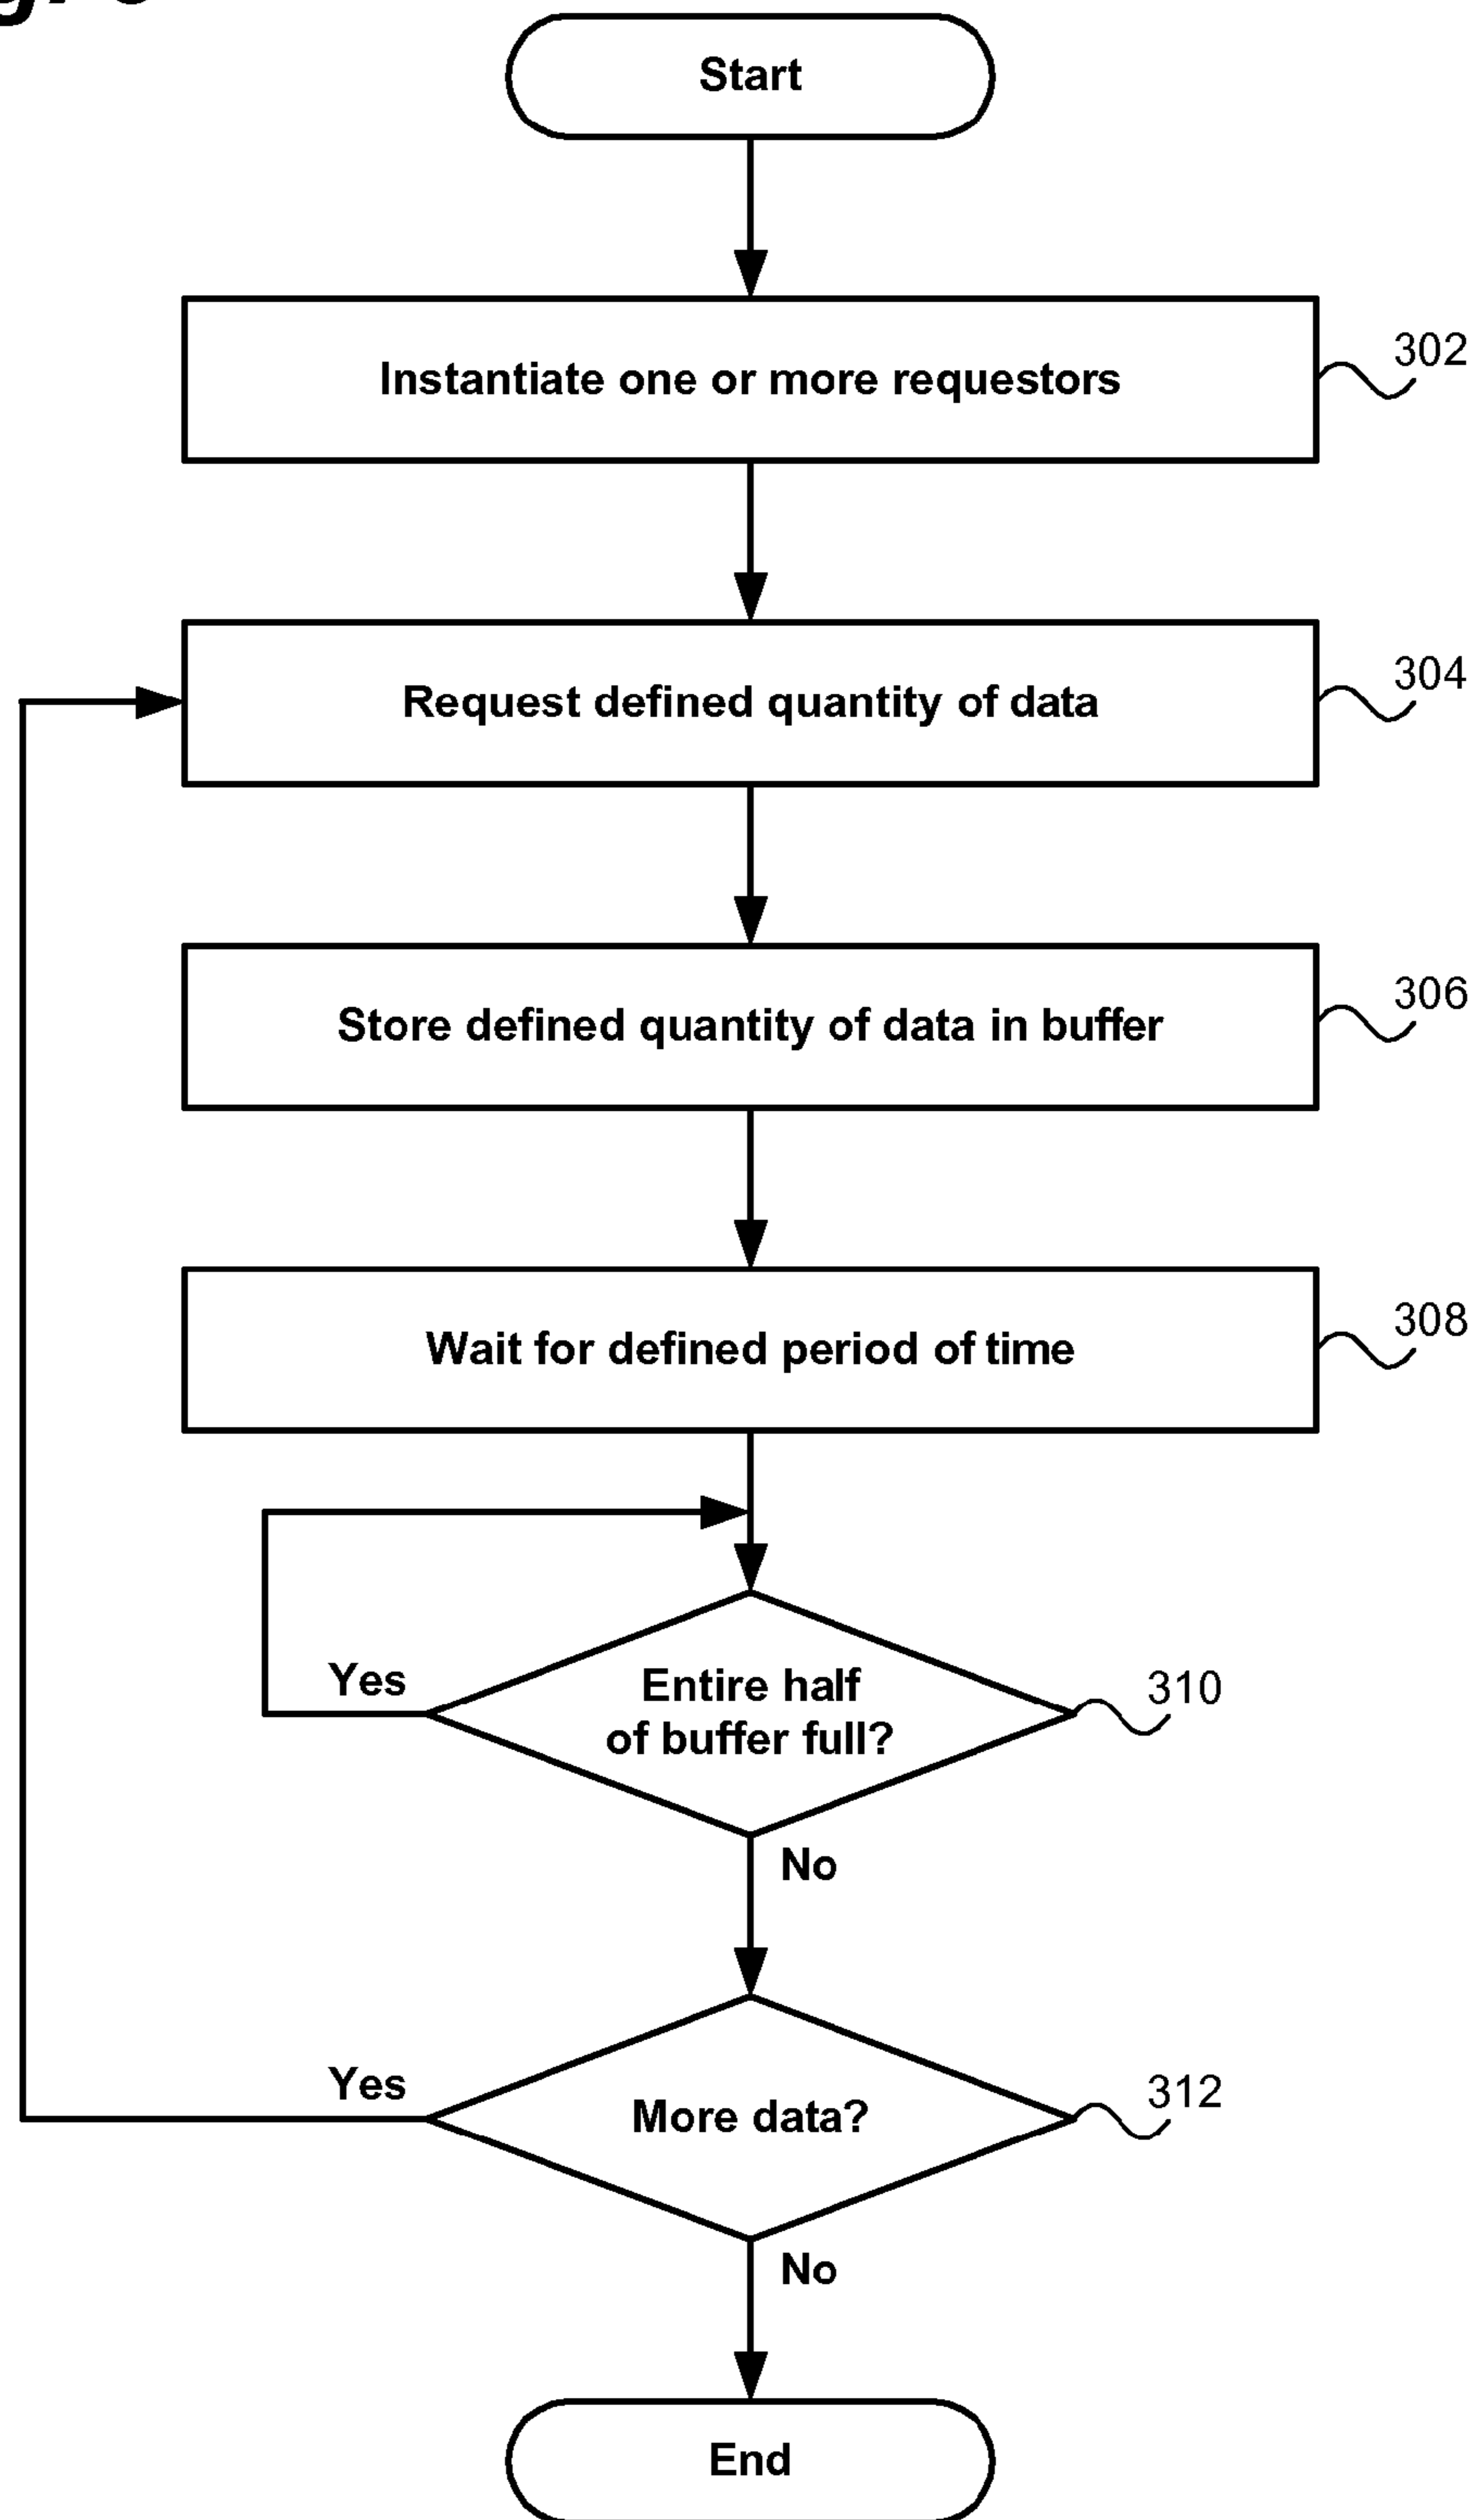 Start
Instantiate one or more requestors
302
Request defined quantity of data
304
Store defined quantity of data in buffer
306
Wait for defined period of time
308
Yes
Entire half
of buffer full?
310
No
Yes
More data?
312
No
End